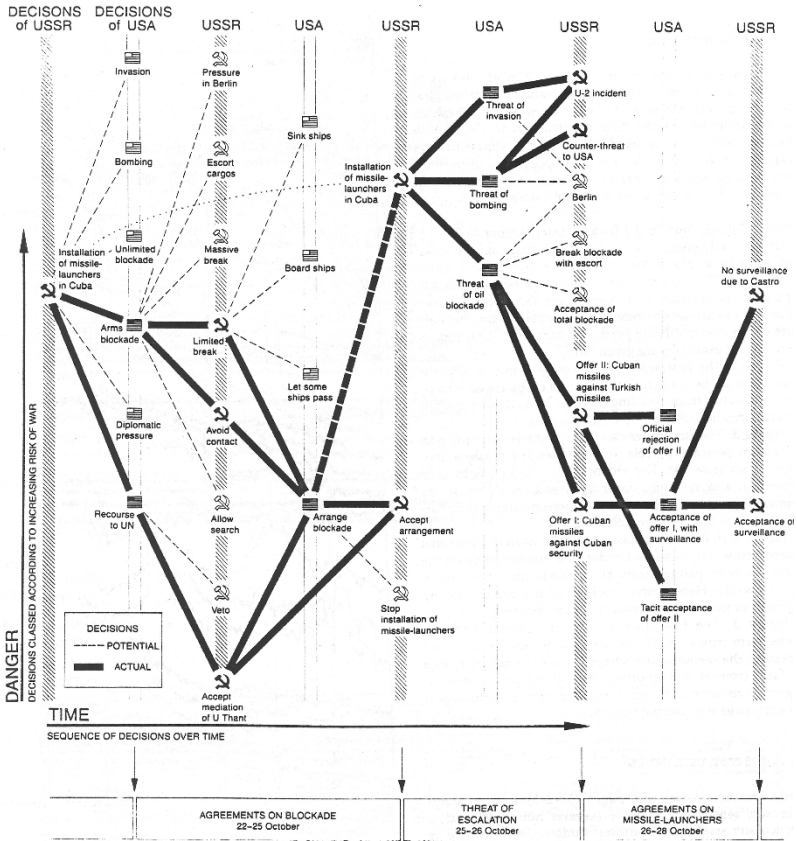 DECISIONS
of USSR
DECISIONS
of USA
USSR
USA
USSR
USA
USSR
USA
USSR
Invasion
Pressure
in Berlin
U-2 incident
Threat of
invasion
Sink ships
Counter-threat
to USA
Bombing
Escort
cargos
Installation
of missile-
launchers
in Cuba
Threat of
bombing
Berlin
Unlimited
blockade
Massive
break
Installation
of missile-
launchers
in Cuba
Board ships
Break blockade
with escort
No surveillance
due to Castro
Threat
of oil
blockade
Acceptance of
total blockade
Arms
blockade
Limited
break
Offer II: Cuban
missiles
against Turkish
missiles
Let some
ships pass
Diplomatic
pressure
Avoid
contact
Official
rejection
of offer II
Recourse
to UN
Allow
search
Arrange
blockade
Accept
arrangement
Offer I: Cuban
missiles
against Cuban
security
Acceptance of
offer I, with
surveillance
Acceptance of
surveillance
Veto
Stop
installation of
missile-launchers
Tacit acceptance
of offer II
DECISIONS
POTENTIAL
ACTUAL
Accept
mediation
of U Thant
DANGER
DECISIONS CLASSED ACCORDING TO INCREASING RISK OF WAR
TIME
SEQUENCE OF DECISIONS OVER TIME
AGREEMENTS ON BLOCKADE
22–25 October
THREAT OF
ESCALATION
25–26 October
AGREEMENTS ON
MISSILE-LAUNCHERS
26–28 October